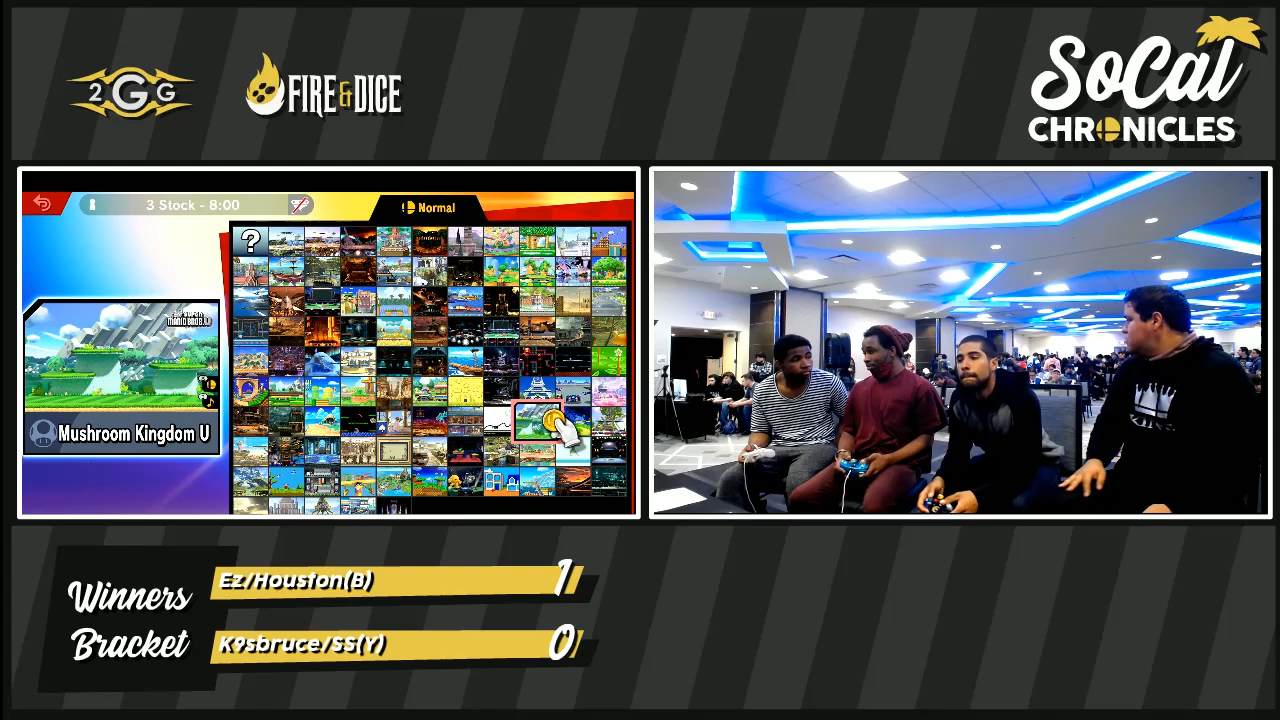 2GG
FIRE&DICE
SoCal
CHRONICLES
3 Stock - 8:00
Normal
?
Mushroom Kingdom U
Winners
Bracket
Ez/Houston(B)
1
K9sbruce/SS(Y)
0